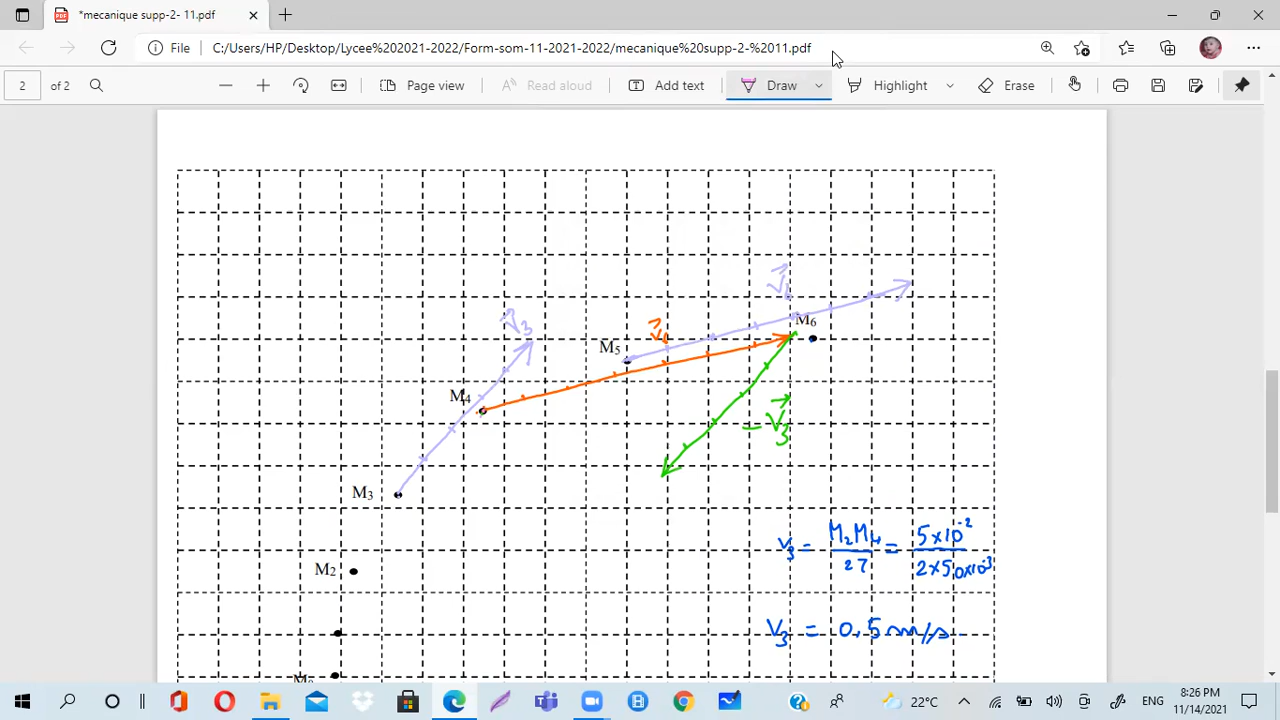 *mecanique supp-2- 11.pdf
File
C:/Users/HP/Desktop/Lycee%202021-2022/Form-som-11-2021-2022/mecanique%20supp-2-%2011.pdf
2 of 2
Page view
Read aloud
Add text
Draw
Highlight
Erase
V₃
M₆
V₅
M₅
M₄
-V₃
M₃
V₃ = M₂M₄ / 2τ = 5×10⁻² / 2×50×10⁻³
M₂
V₃ = 0,5 m/s
22°C
ENG
8:26 PM
11/14/2021